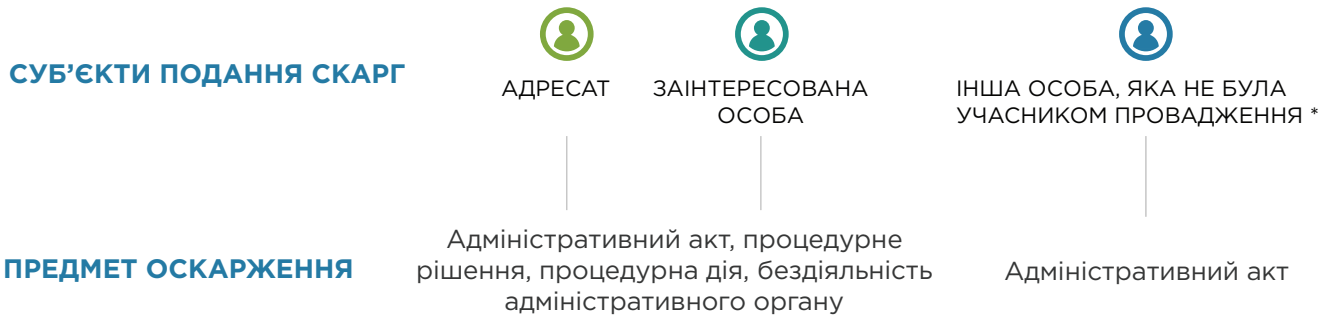 СУБ’ЄКТИ ПОДАННЯ СКАРГ
АДРЕСАТ
ЗАІНТЕРЕСОВАНА
ОСОБА
ІНША ОСОБА, ЯКА НЕ БУЛА
УЧАСНИКОМ ПРОВАДЖЕННЯ *
ПРЕДМЕТ ОСКАРЖЕННЯ
Адміністративний акт, процедурне
рішення, процедурна дія, бездіяльність
адміністративного органу
Адміністративний акт